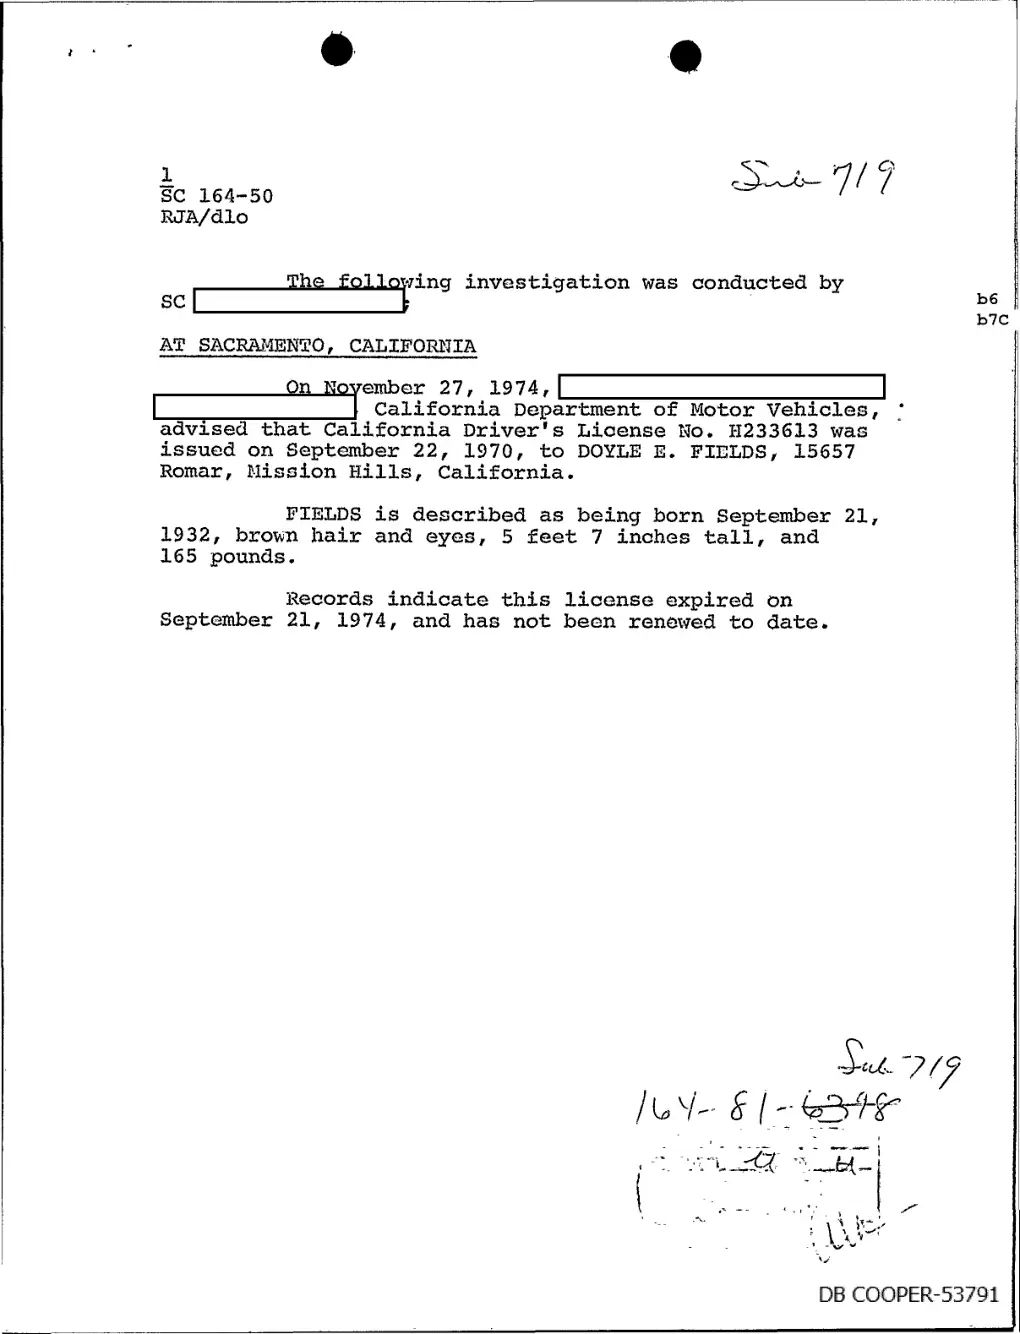 Sub 719
1
SC 164-50
RJA/dlo
The following investigation was conducted by
SC ;
b6
b7C
AT SACRAMENTO, CALIFORNIA
On November 27, 1974,
California Department of Motor Vehicles,
advised that California Driver's License No. H233613 was
issued on September 22, 1970, to DOYLE E. FIELDS, 15657
Romar, Mission Hills, California.
FIELDS is described as being born September 21,
1932, brown hair and eyes, 5 feet 7 inches tall, and
165 pounds.
Records indicate this license expired on
September 21, 1974, and has not been renewed to date.
Sub 719
164-81-6398
DB COOPER-53791